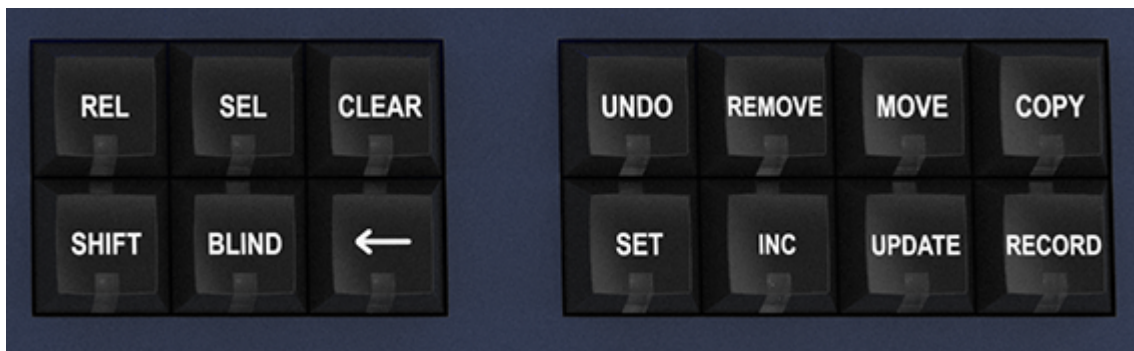 REL SEL CLEAR
SHIFT BLIND ←
UNDO REMOVE MOVE COPY
SET INC UPDATE RECORD